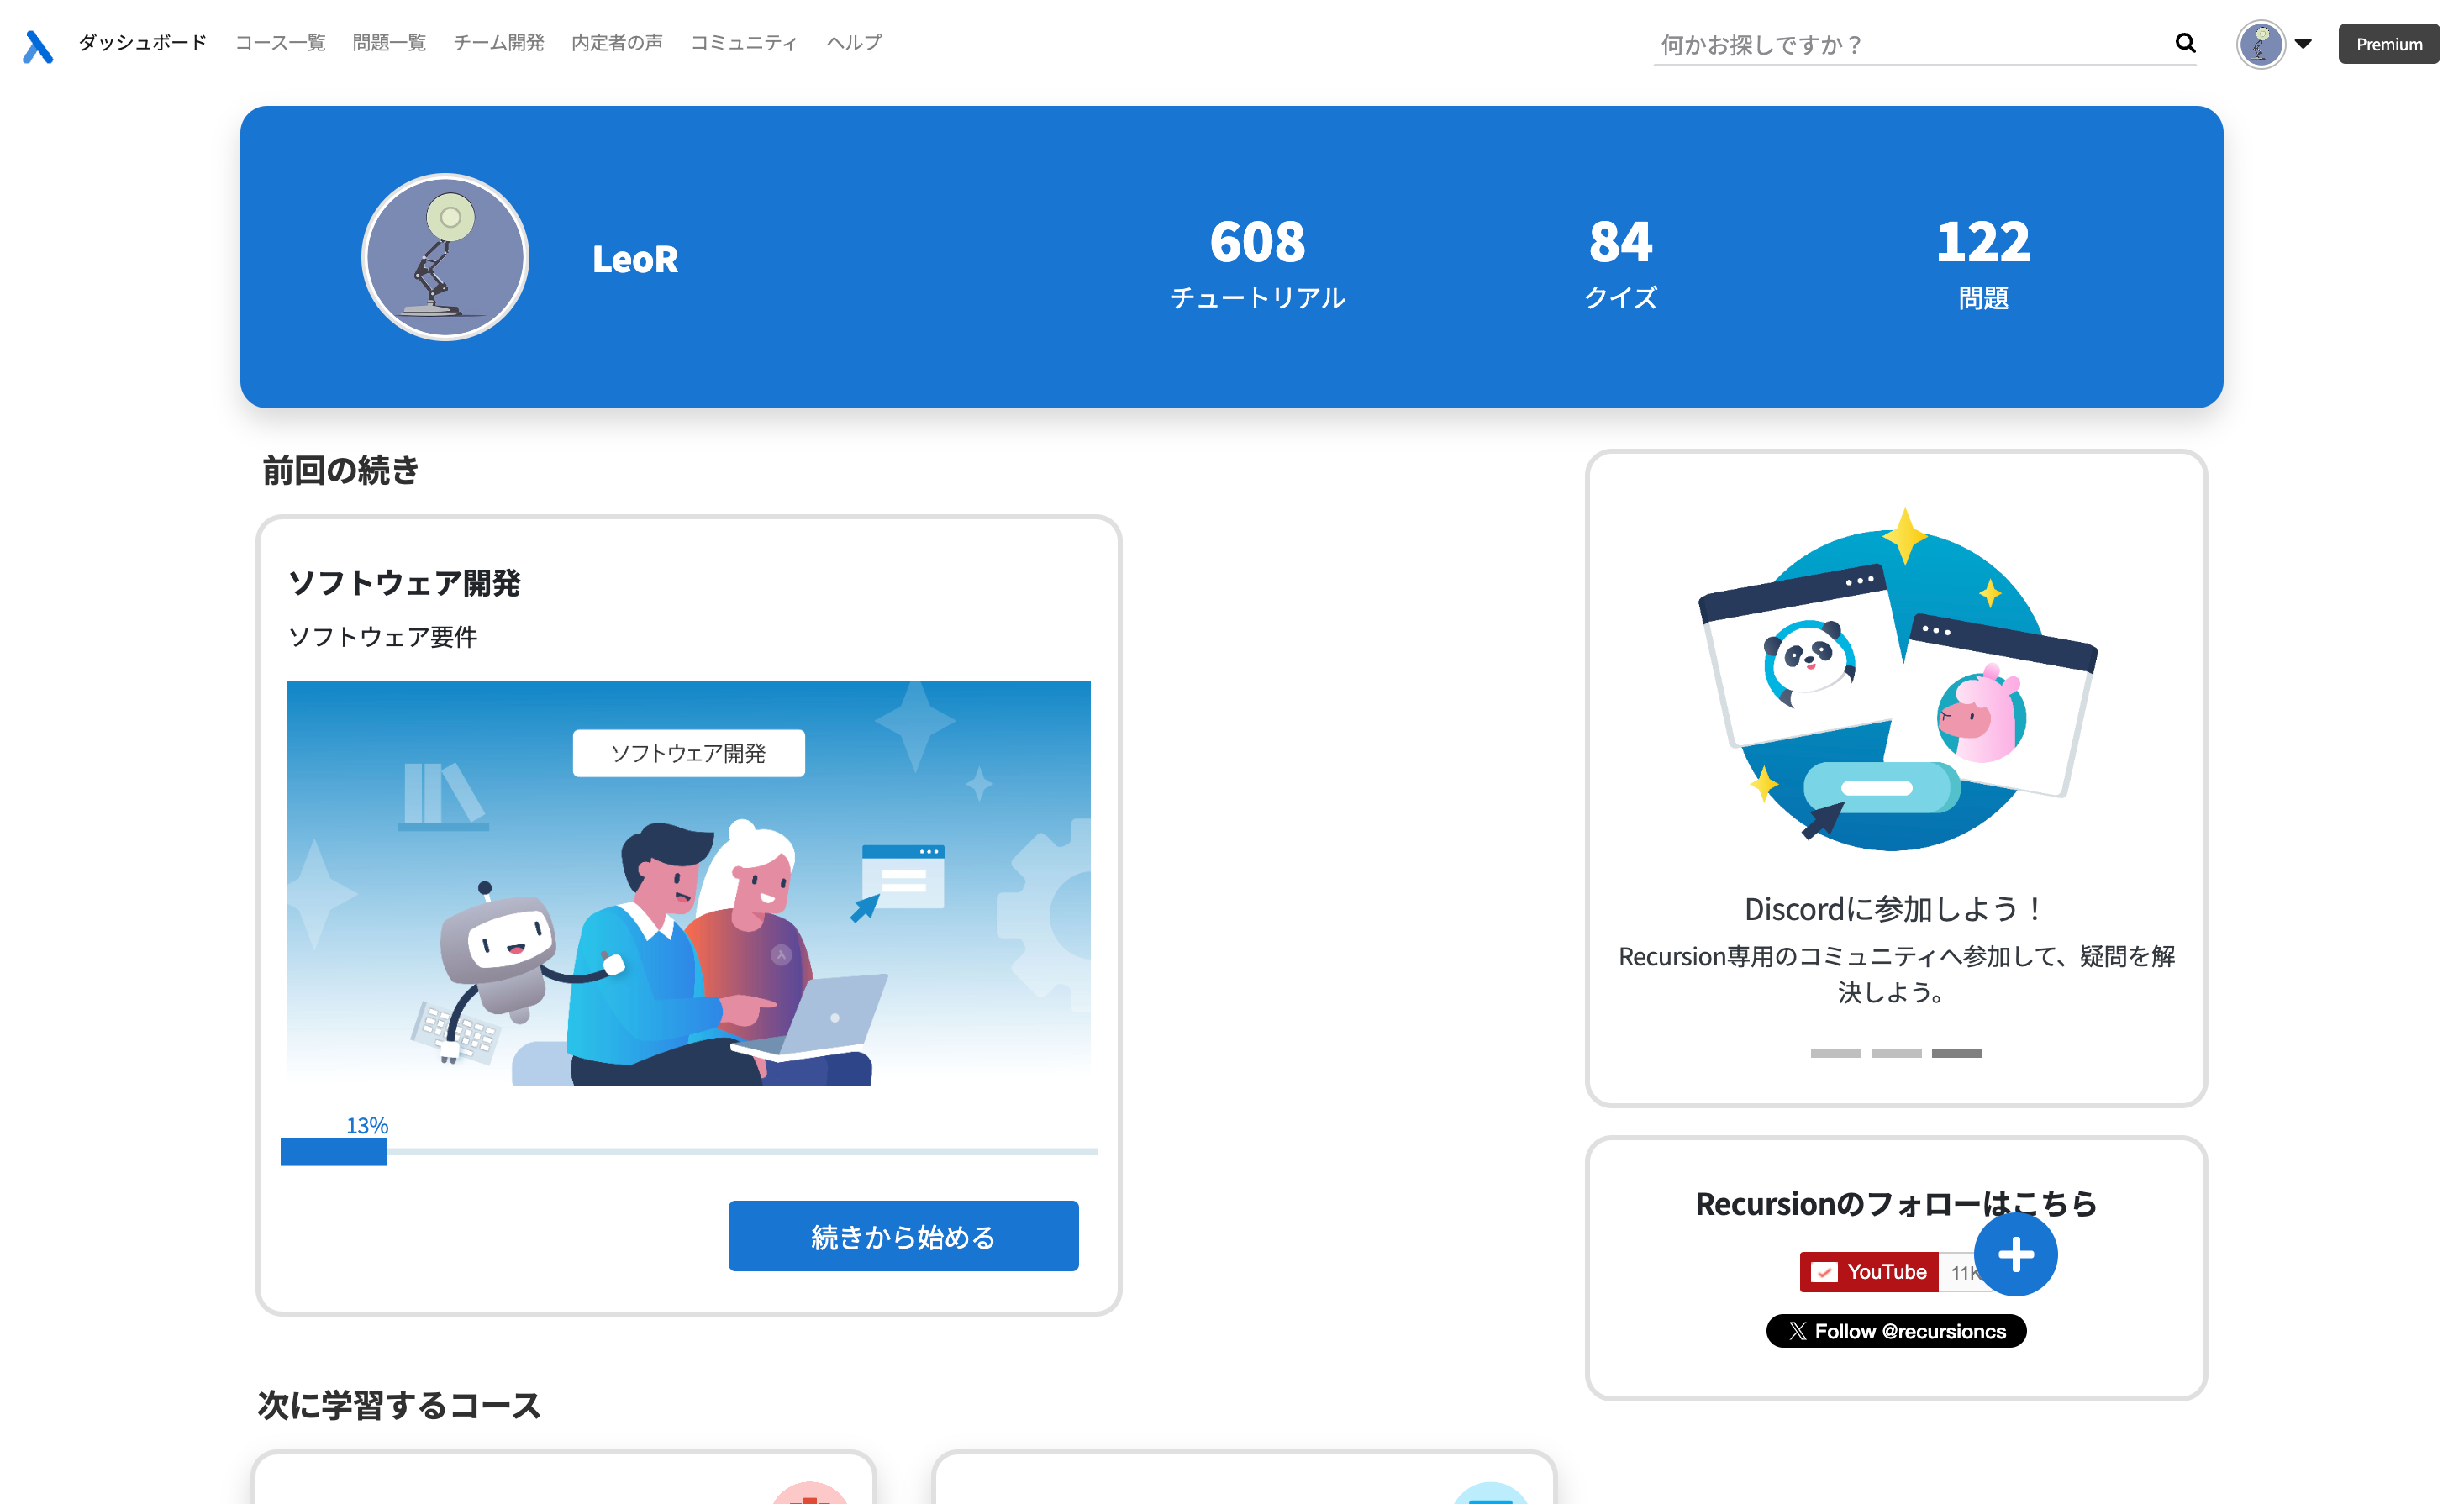 ダッシュボード コース一覧 問題一覧 チーム開発 内定者の声 コミュニティ ヘルプ
何かお探しですか？
Premium
LeoR
608
チュートリアル
84
クイズ
122
問題
前回の続き
ソフトウェア開発
ソフトウェア要件
ソフトウェア開発
13%
続きから始める
次に学習するコース
Discordに参加しよう！
Recursion専用のコミュニティへ参加して、疑問を解
決しよう。
Recursionのフォローはこちら
YouTube 11K
Follow @recursioncs